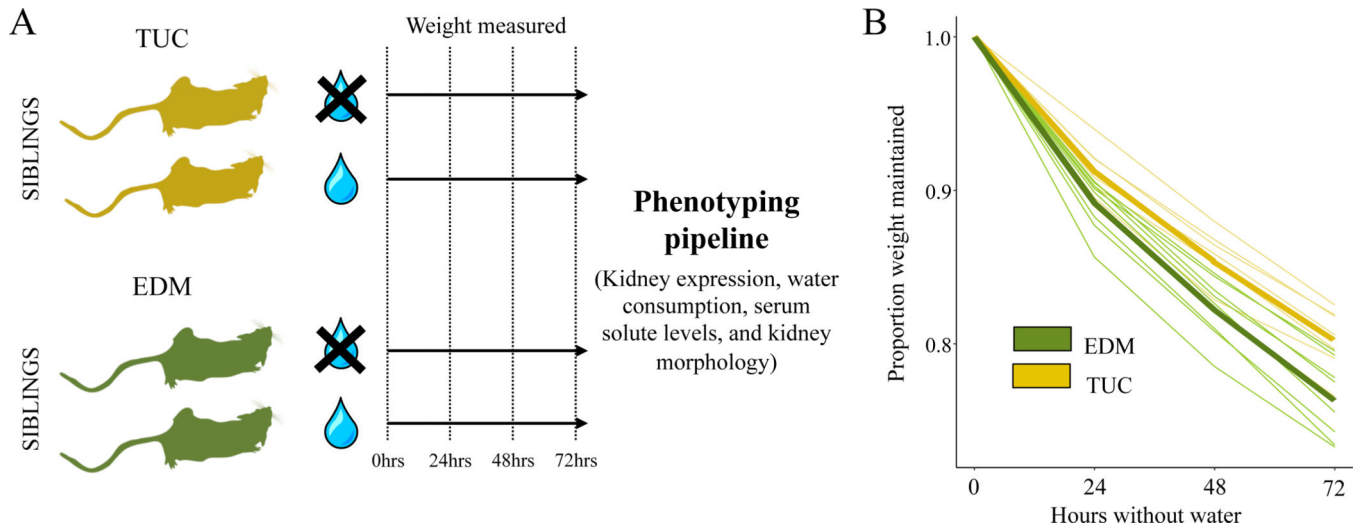 A
TUC
SIBLINGS
EDM
SIBLINGS
Weight measured
0hrs 24hrs 48hrs 72hrs
Phenotyping
pipeline
(Kidney expression, water
consumption, serum
solute levels, and kidney
morphology)
B
Proportion weight maintained
1.0
0.9
0.8
EDM
TUC
0 24 48 72
Hours without water